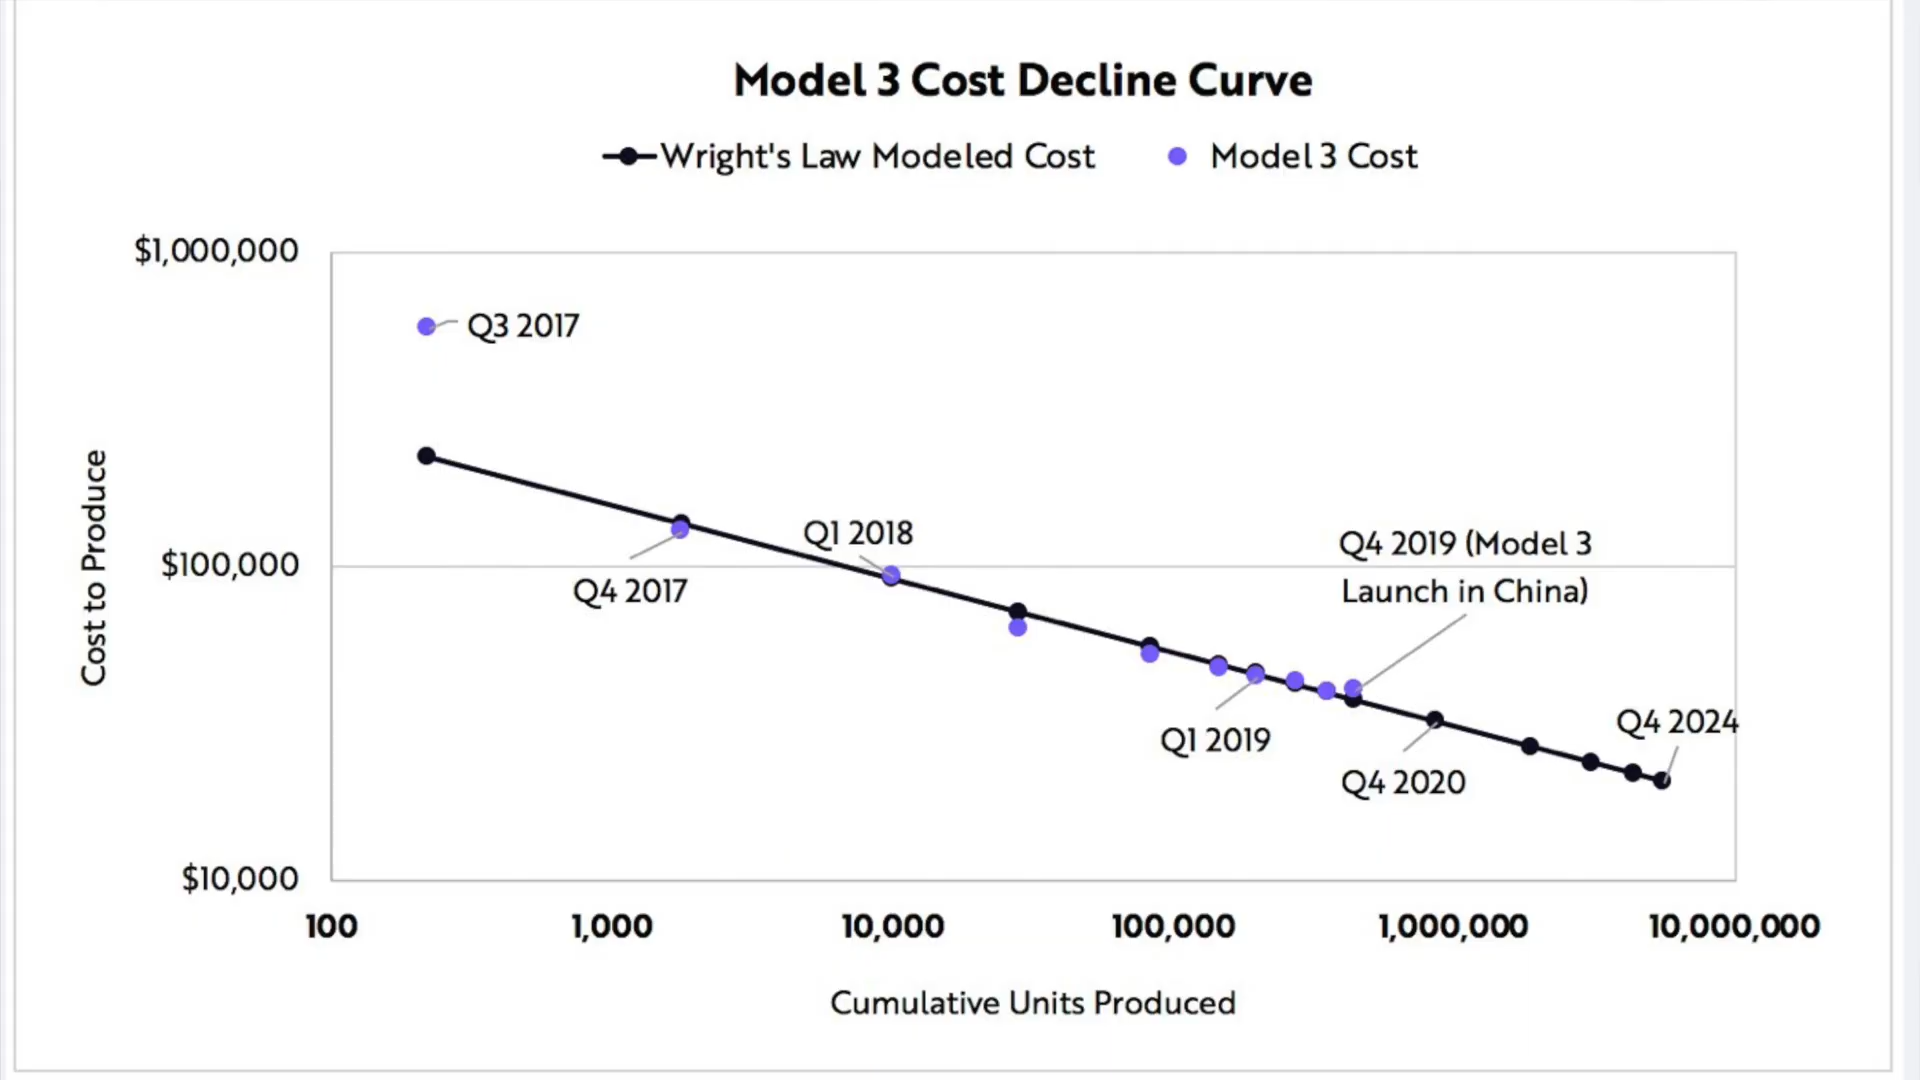 Model 3 Cost Decline Curve
Wright's Law Modeled Cost
Model 3 Cost
$1,000,000
Q3 2017
Cost to Produce
$100,000
Q4 2017
Q1 2018
Q4 2019 (Model 3
Launch in China)
Q1 2019
Q4 2020
Q4 2024
$10,000
100
1,000
10,000
100,000
1,000,000
10,000,000
Cumulative Units Produced